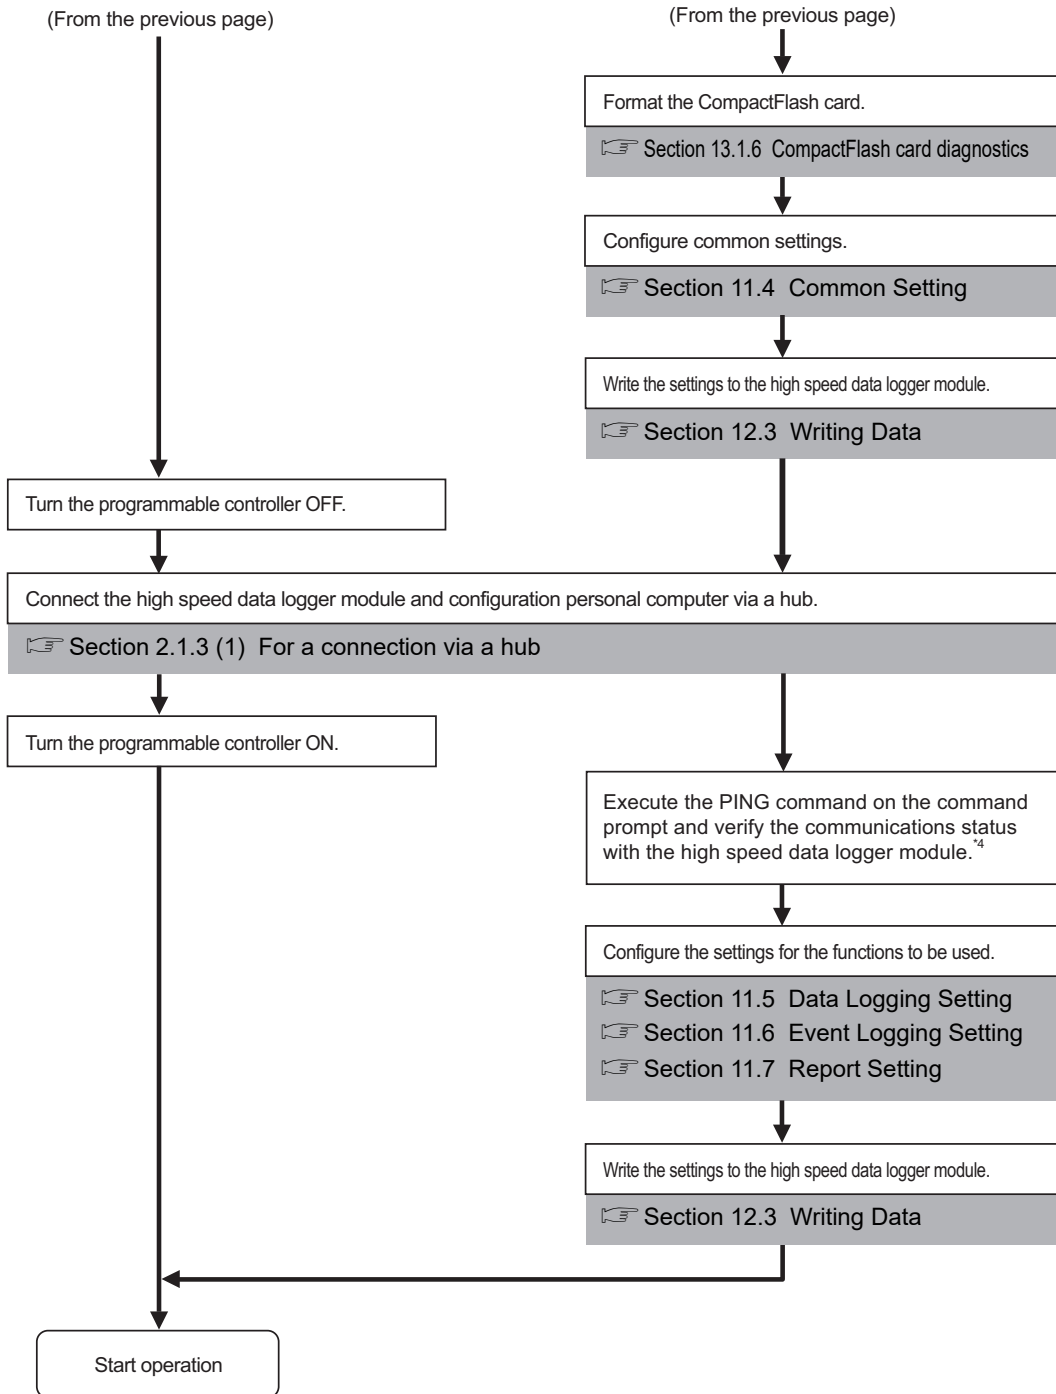 (From the previous page)
(From the previous page)
Format the CompactFlash card.
☞ Section 13.1.6 CompactFlash card diagnostics
Configure common settings.
☞ Section 11.4 Common Setting
Write the settings to the high speed data logger module.
☞ Section 12.3 Writing Data
Turn the programmable controller OFF.
Connect the high speed data logger module and configuration personal computer via a hub.
☞ Section 2.1.3 (1) For a connection via a hub
Turn the programmable controller ON.
Execute the PING command on the command
prompt and verify the communications status
with the high speed data logger module.*4
Configure the settings for the functions to be used.
☞ Section 11.5 Data Logging Setting
☞ Section 11.6 Event Logging Setting
☞ Section 11.7 Report Setting
Write the settings to the high speed data logger module.
☞ Section 12.3 Writing Data
Start operation